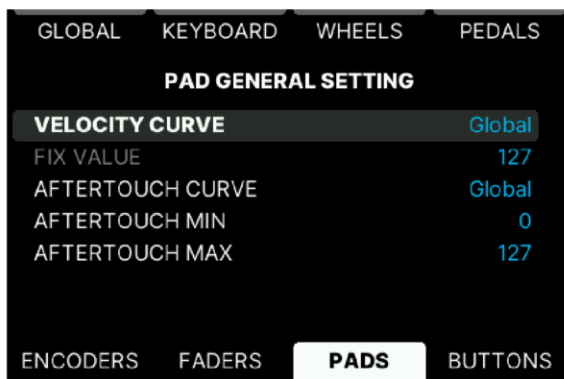 GLOBAL KEYBOARD WHEELS PEDALS
PAD GENERAL SETTING
VELOCITY CURVE Global
FIX VALUE 127
AFTERTOUCH CURVE Global
AFTERTOUCH MIN 0
AFTERTOUCH MAX 127
ENCODERS FADERS PADS BUTTONS